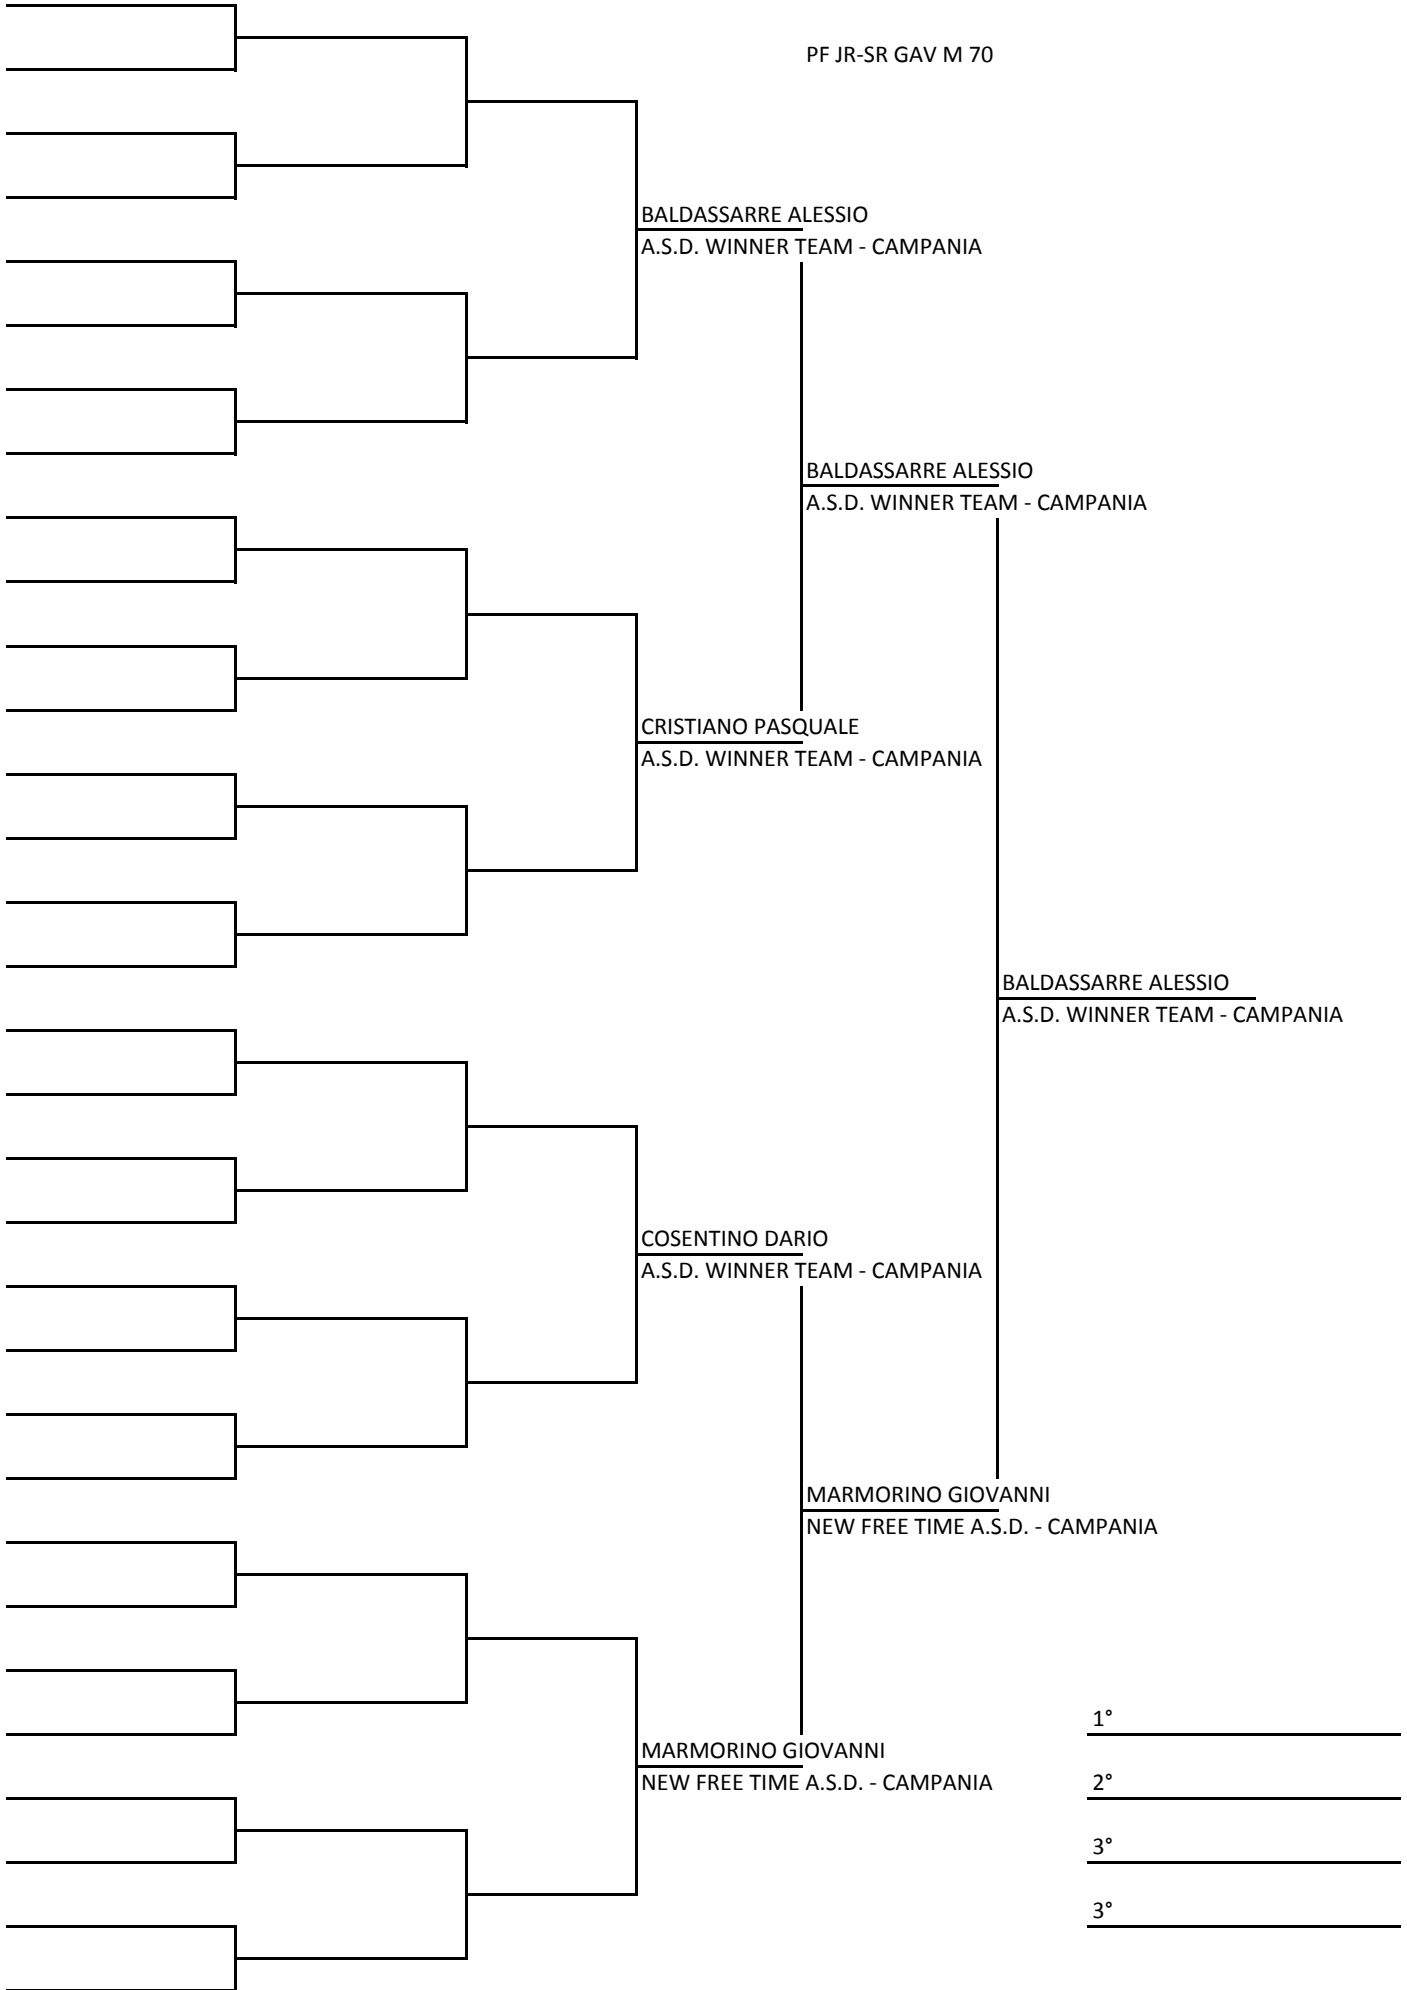 PF JR-SR GAV M 70
BALDASSARRE ALESSIO
A.S.D. WINNER TEAM - CAMPANIA
BALDASSARRE ALESSIO
A.S.D. WINNER TEAM - CAMPANIA
CRISTIANO PASQUALE
A.S.D. WINNER TEAM - CAMPANIA
BALDASSARRE ALESSIO
A.S.D. WINNER TEAM - CAMPANIA
COSENTINO DARIO
A.S.D. WINNER TEAM - CAMPANIA
MARMORINO GIOVANNI
NEW FREE TIME A.S.D. - CAMPANIA
1°
MARMORINO GIOVANNI
NEW FREE TIME A.S.D. - CAMPANIA
2°
3°
3°